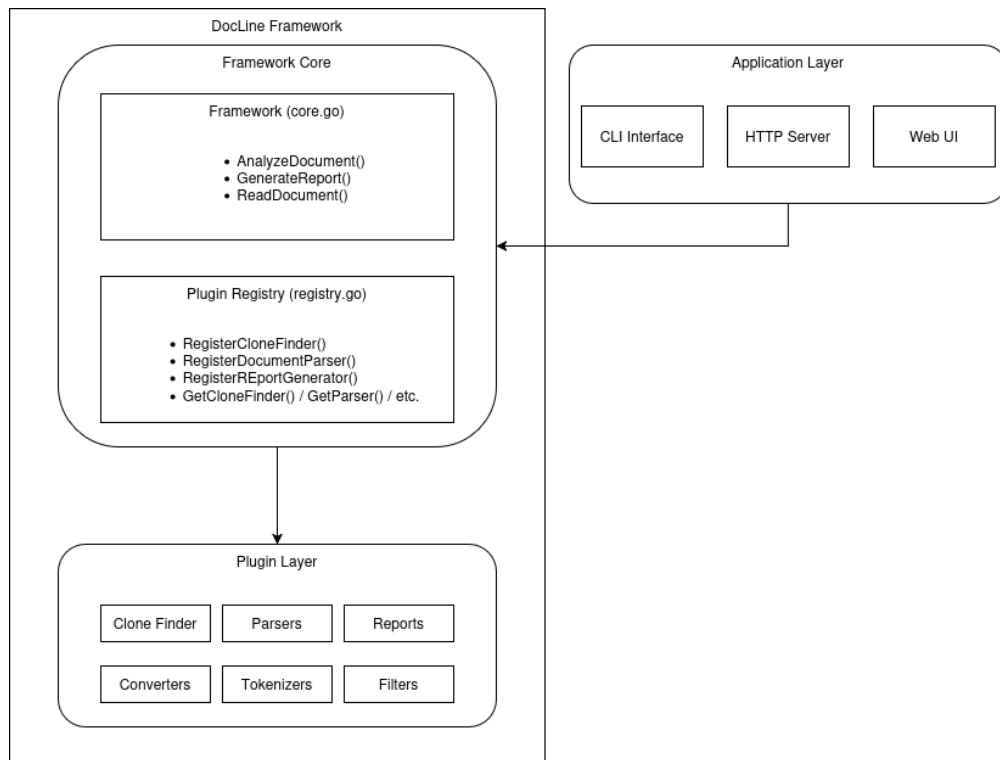 DocLine Framework
Framework Core
Framework (core.go)
• AnalyzeDocument()
• GenerateReport()
• ReadDocument()
Plugin Registry (registry.go)
• RegisterCloneFinder()
• RegisterDocumentParser()
• RegisterREportGenerator()
• GetCloneFinder() / GetParser() / etc.
Application Layer
CLI Interface
HTTP Server
Web UI
Plugin Layer
Clone Finder
Parsers
Reports
Converters
Tokenizers
Filters